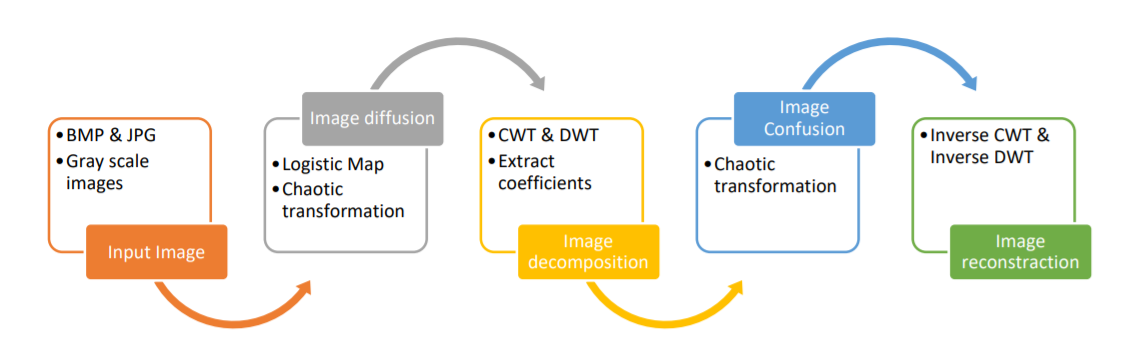 • BMP & JPG
• Gray scale
images
Input Image
Image diffusion
• Logistic Map
• Chaotic
transformation
• CWT & DWT
• Extract
coefficients
Image
decomposition
Image
Confusion
• Chaotic
transformation
• Inverse CWT &
Inverse DWT
Image
reconstraction